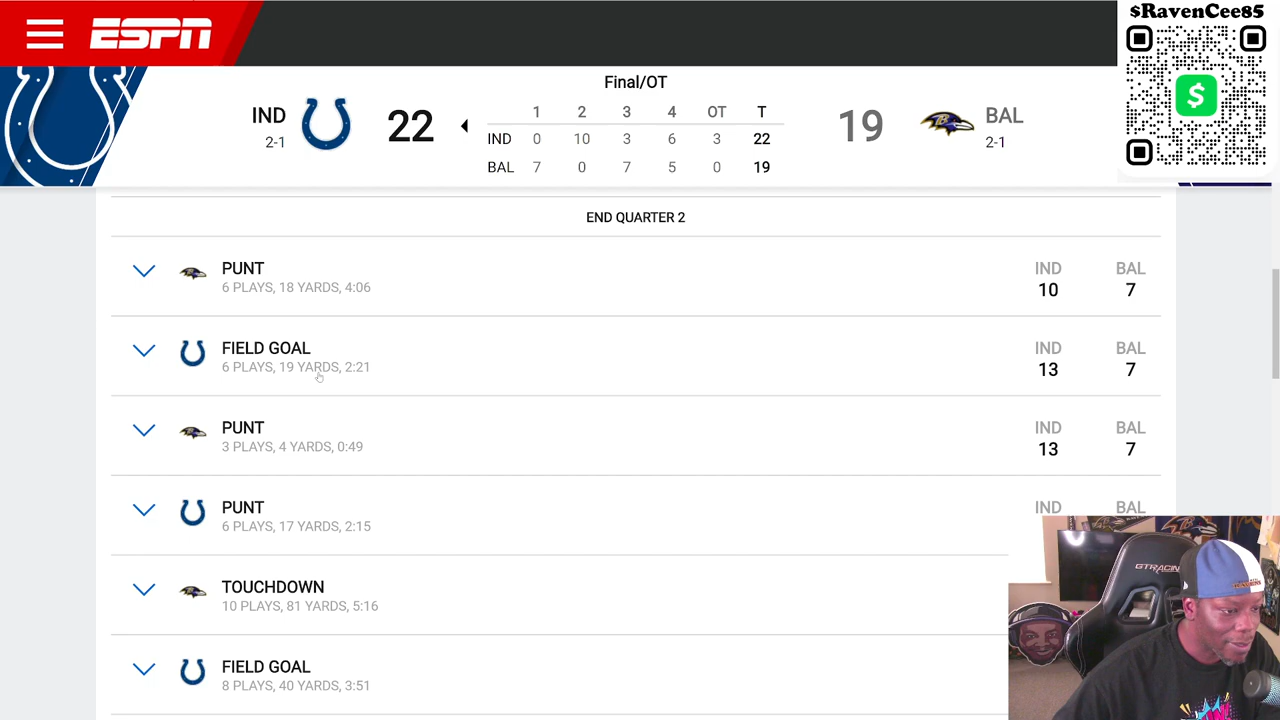 $RavenCee85
ESPN
Final/OT
IND
2-1
22
1 2 3 4 OT T
IND 0 10 3 6 3 22
BAL 7 0 7 5 0 19
19
BAL
2-1
$
END QUARTER 2
PUNT
6 PLAYS, 18 YARDS, 4:06
IND BAL
10 7
FIELD GOAL
6 PLAYS, 19 YARDS, 2:21
IND BAL
13 7
PUNT
3 PLAYS, 4 YARDS, 0:49
IND BAL
13 7
PUNT
6 PLAYS, 17 YARDS, 2:15
IND BAL
TOUCHDOWN
10 PLAYS, 81 YARDS, 5:16
FIELD GOAL
8 PLAYS, 40 YARDS, 3:51
GTRACING